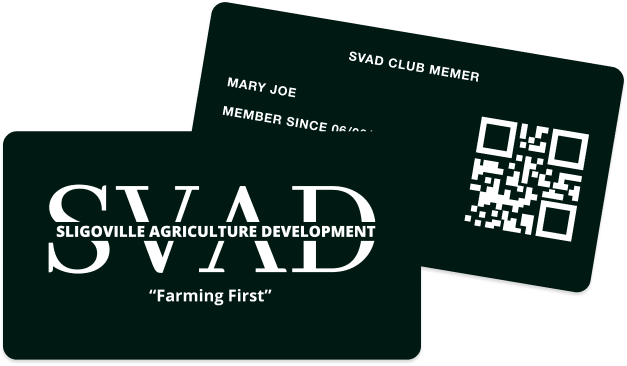 SVAD CLUB MEMER
MARY JOE
MEMBER SINCE
SVAD
SLIGOVILLE AGRICULTURE DEVELOPMENT
“Farming First”